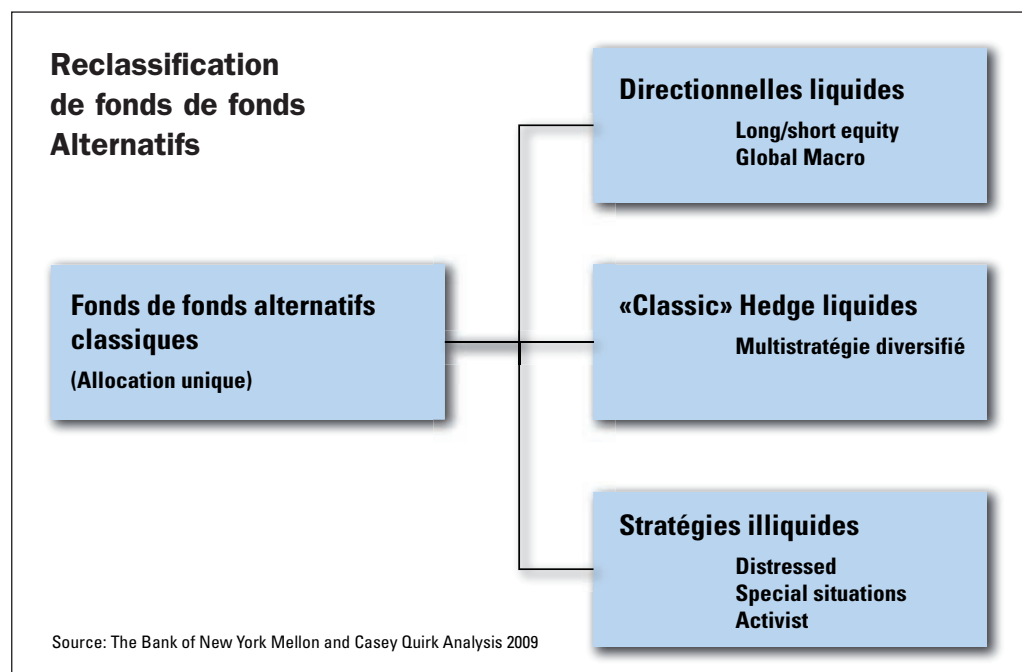 Reclassification
de fonds de fonds
Alternatifs
Fonds de fonds alternatifs
classiques
(Allocation unique)
Directionnelles liquides
Long/short equity
Global Macro
«Classic» Hedge liquides
Multistratégie diversifié
Stratégies illiquides
Distressed
Special situations
Activist
Source: The Bank of New York Mellon and Casey Quirk Analysis 2009